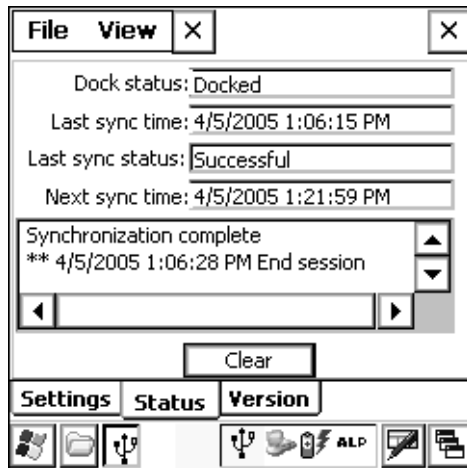 File View
Dock status: Docked
Last sync time: 4/5/2005 1:06:15 PM
Last sync status: Successful
Next sync time: 4/5/2005 1:21:59 PM
Synchronization complete
** 4/5/2005 1:06:28 PM End session
Clear
Settings Status Version
ALP